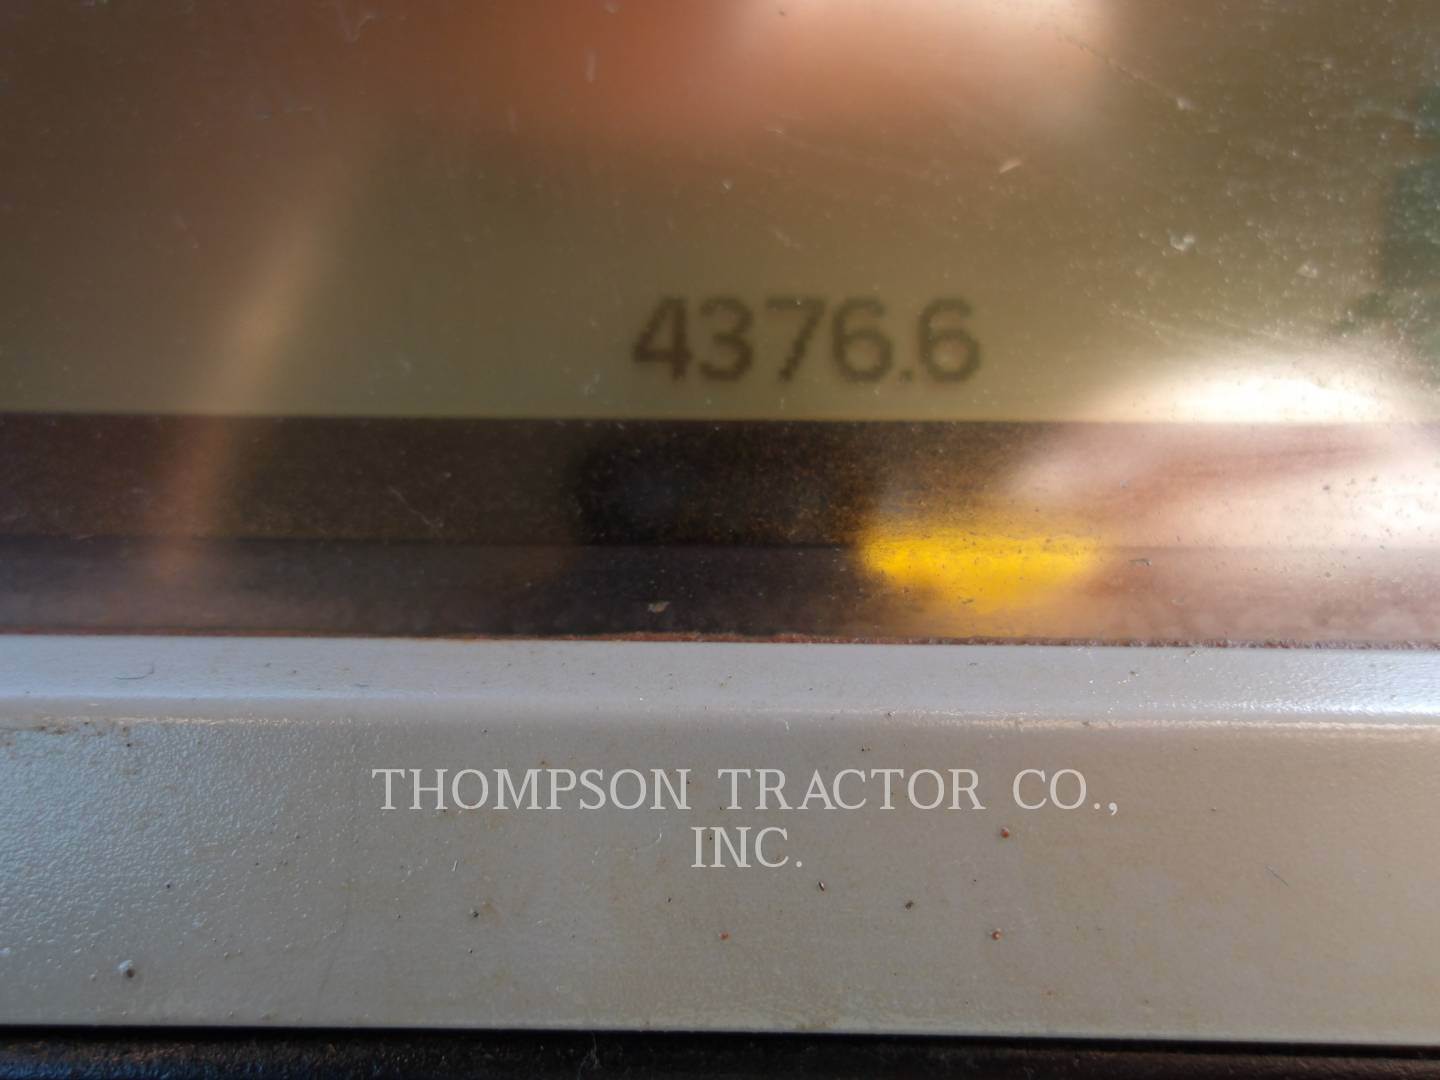 4376.6
THOMPSON TRACTOR CO.,
INC.